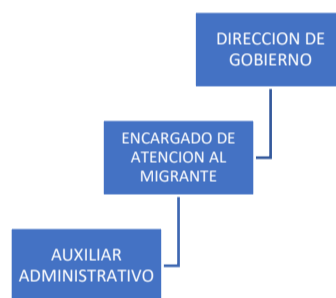 DIRECCION DE
GOBIERNO
ENCARGADO DE
ATENCION AL
MIGRANTE
AUXILIAR
ADMINISTRATIVO